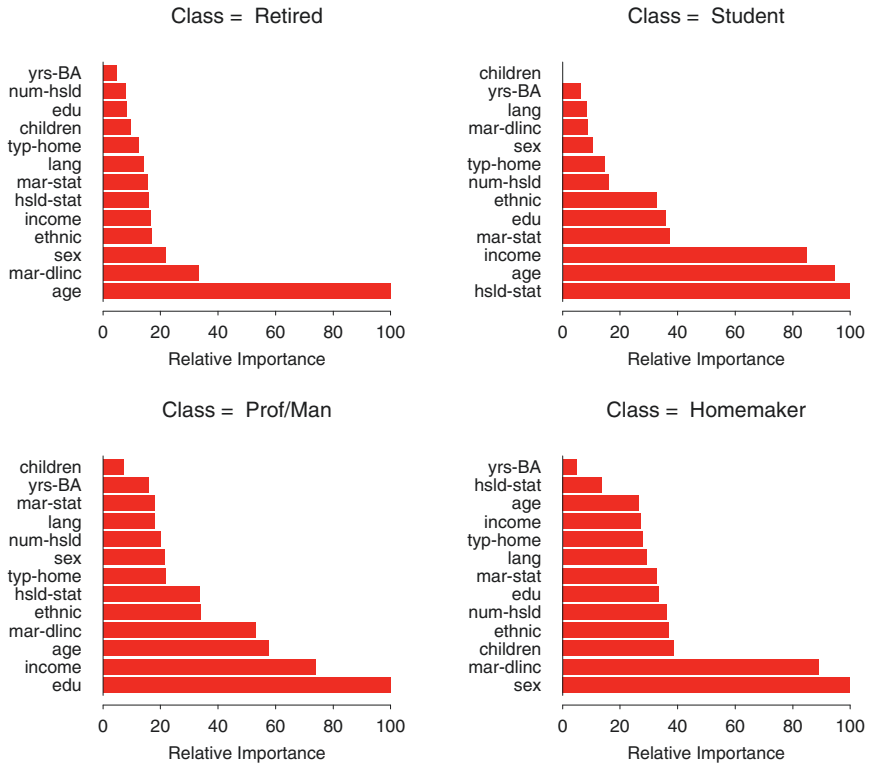 Class = Retired
yrs-BA
num-hsld
edu
children
typ-home
lang
mar-stat
hsld-stat
income
ethnic
sex
mar-dlinc
age
0 20 40 60 80 100
Relative Importance
Class = Student
children
yrs-BA
lang
mar-dlinc
sex
typ-home
num-hsld
ethnic
edu
mar-stat
income
age
hsld-stat
0 20 40 60 80 100
Relative Importance
Class = Prof/Man
children
yrs-BA
mar-stat
lang
num-hsld
sex
typ-home
hsld-stat
ethnic
mar-dlinc
age
income
edu
0 20 40 60 80 100
Relative Importance
Class = Homemaker
yrs-BA
hsld-stat
age
income
typ-home
lang
mar-stat
edu
num-hsld
ethnic
children
mar-dlinc
sex
0 20 40 60 80 100
Relative Importance